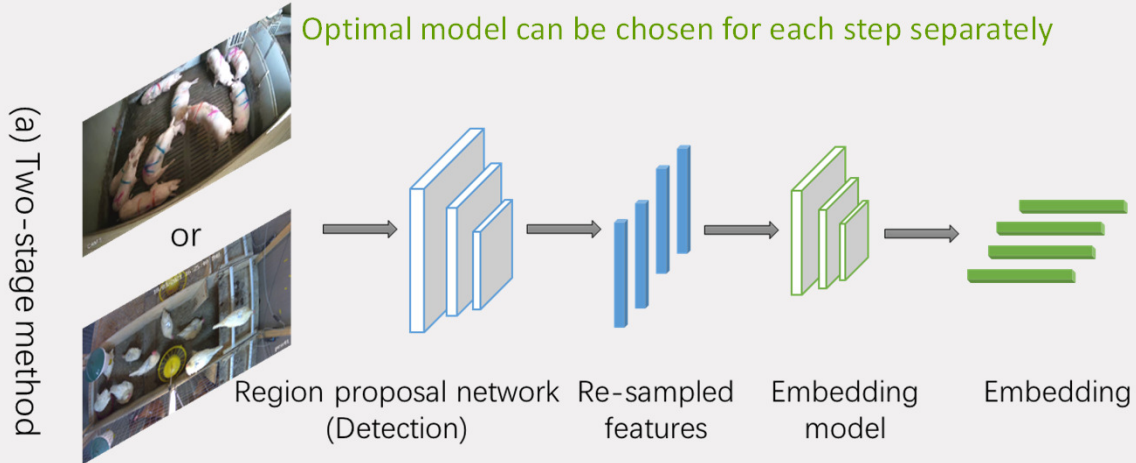 Optimal model can be chosen for each step separately
(a) Two-stage method
or
Region proposal network
(Detection)
Re-sampled
features
Embedding
model
Embedding